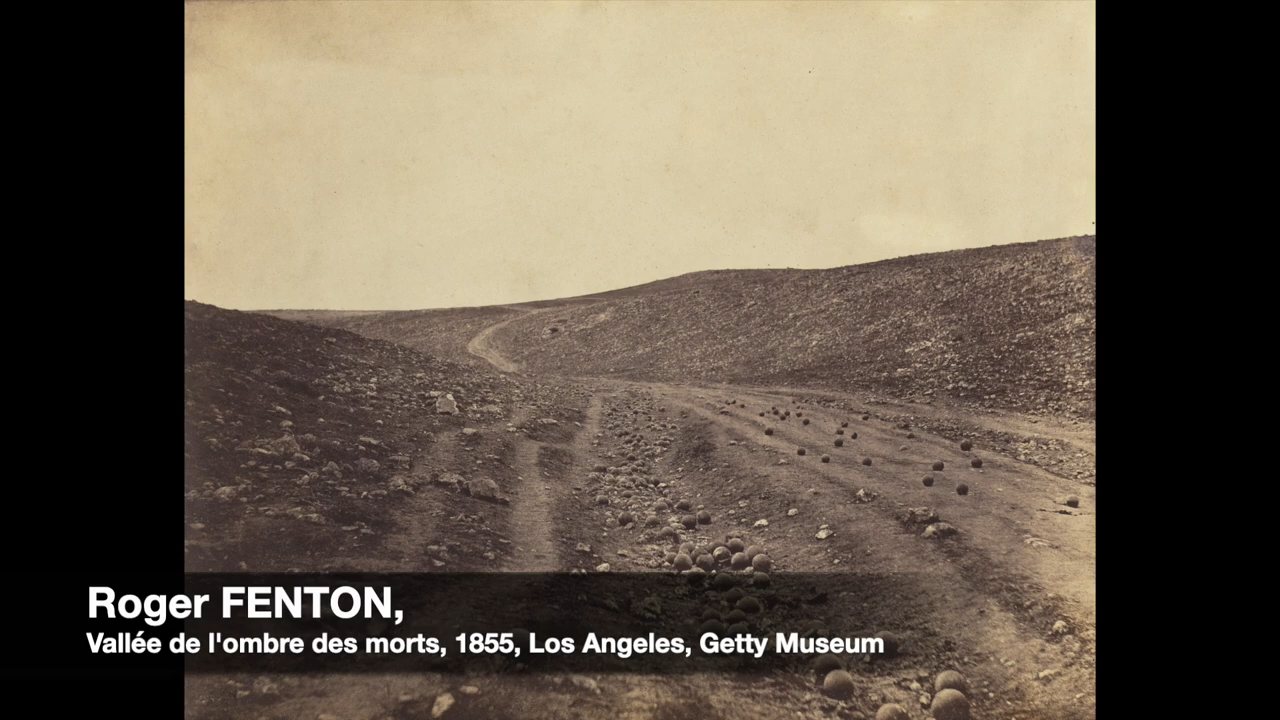 Roger FENTON,
Vallée de l'ombre des morts, 1855, Los Angeles, Getty Museum